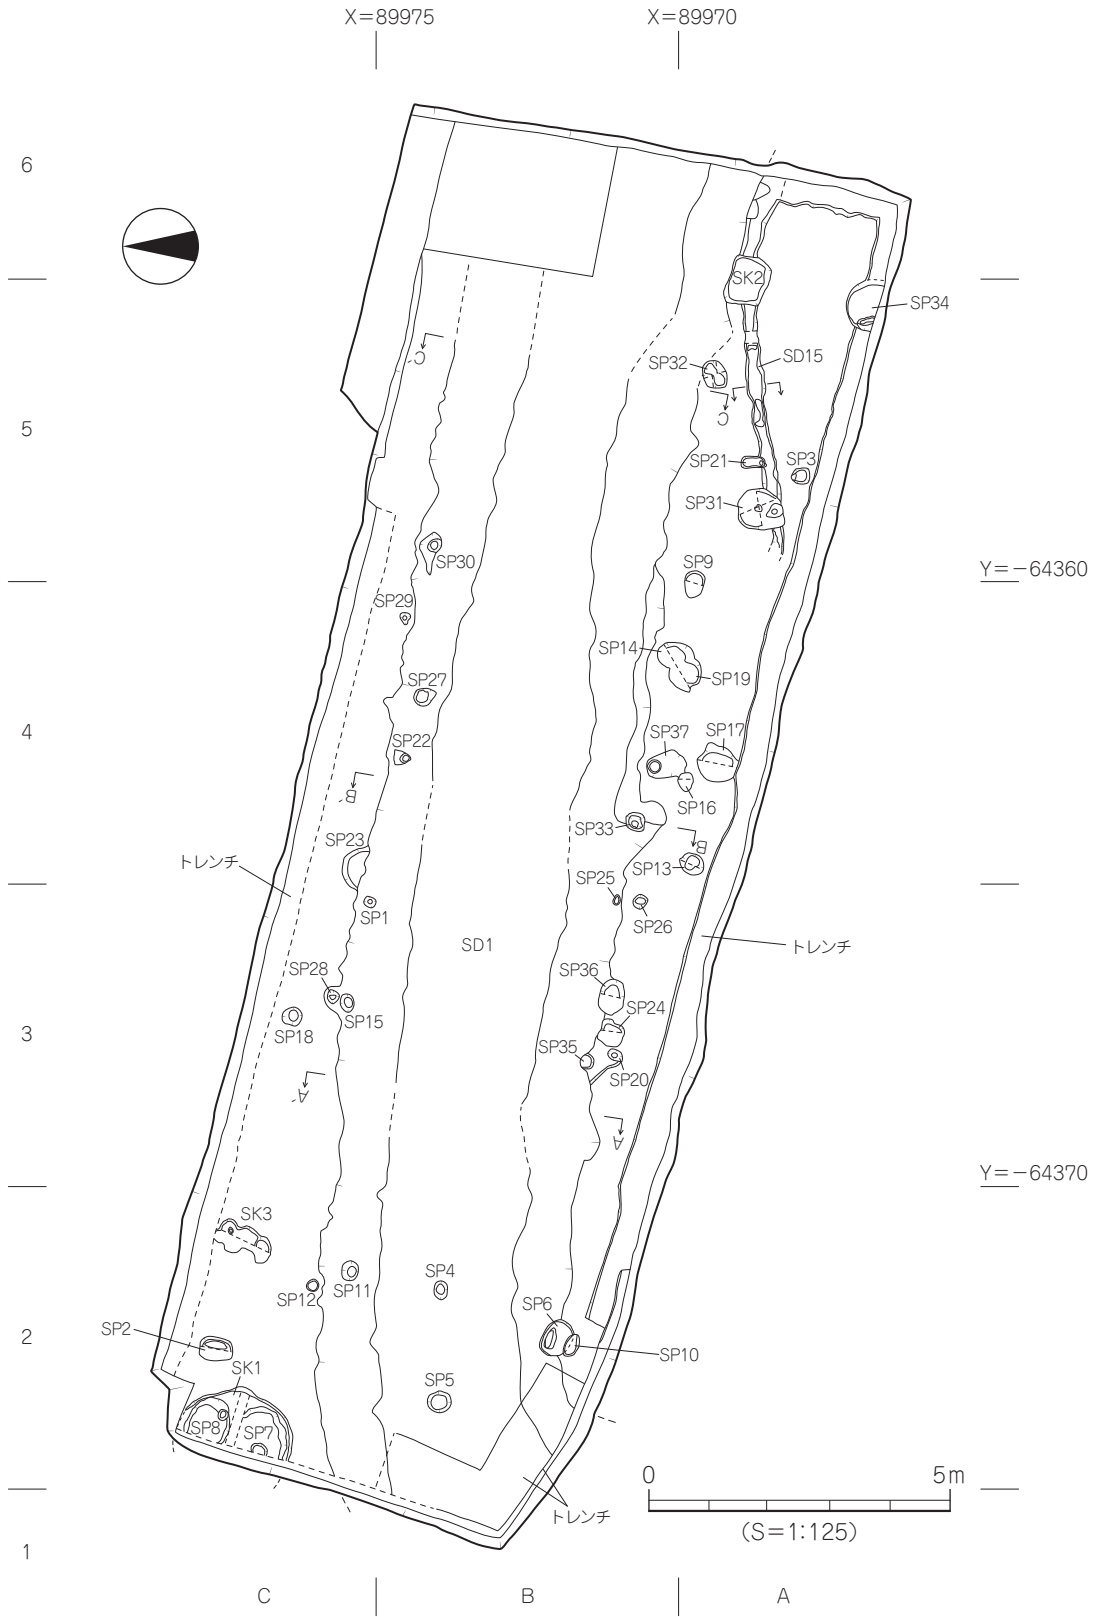 X=89975
X=89970
6
SK2
SP34
SD15
SP32
C′
C
5
SP21
SP3
SP31
SP30
SP9
Y=−64360
SP29
SP14
SP19
SP27
SP37
SP17
4
SP22
B′
SP16
SP33
SP23
B
SP13
トレンチ
SP25
SP1
SP26
SD1
トレンチ
SP28
SP36
SP15
SP24
3
SP18
SP35
SP20
A′
A
Y=−64370
SK3
SP12
SP11
SP4
SP6
SP2
2
SP10
SK1
SP5
SP8
SP7
0
5m
トレンチ
(S=1:125)
1
C
B
A